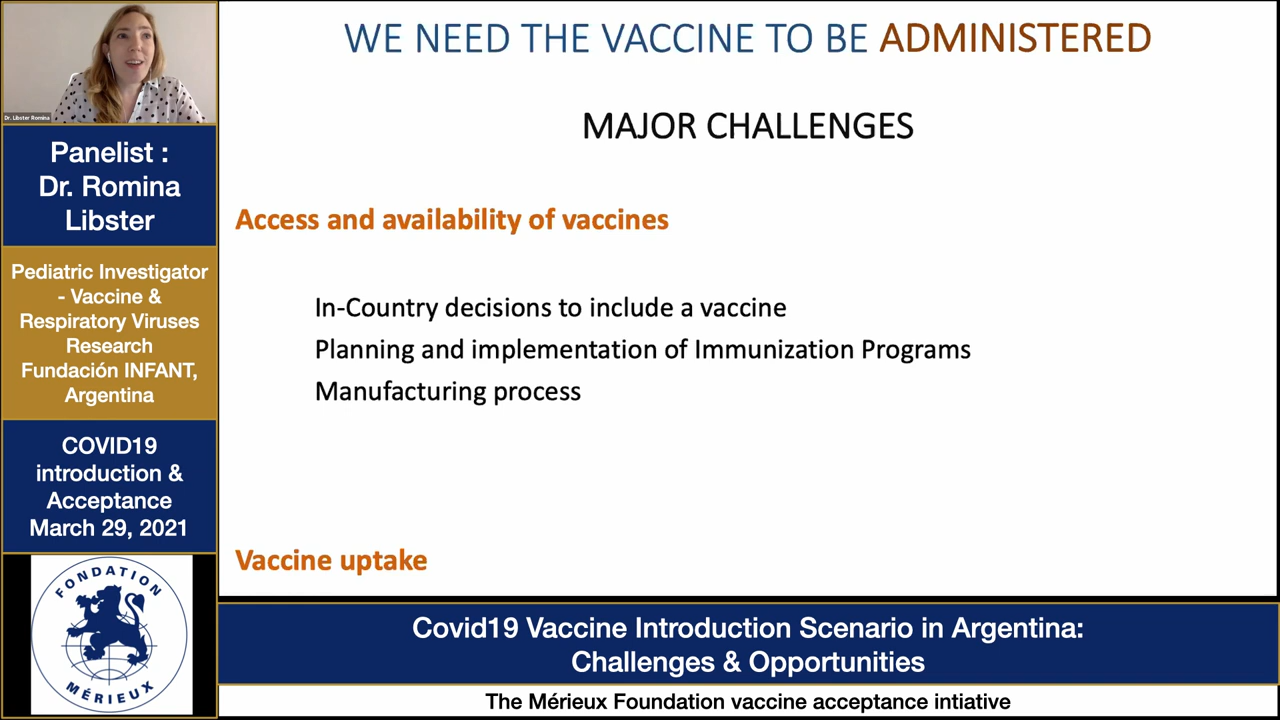 Dr. Libster Romina
Panelist :
Dr. Romina
Libster
Pediatric Investigator
- Vaccine &
Respiratory Viruses
Research
Fundación INFANT,
Argentina
COVID19
introduction &
Acceptance
March 29, 2021
FONDATION
MÉRIEUX
WE NEED THE VACCINE TO BE ADMINISTERED
MAJOR CHALLENGES
Access and availability of vaccines
In-Country decisions to include a vaccine
Planning and implementation of Immunization Programs
Manufacturing process
Vaccine uptake
Covid19 Vaccine Introduction Scenario in Argentina:
Challenges & Opportunities
The Mérieux Foundation vaccine acceptance intiative